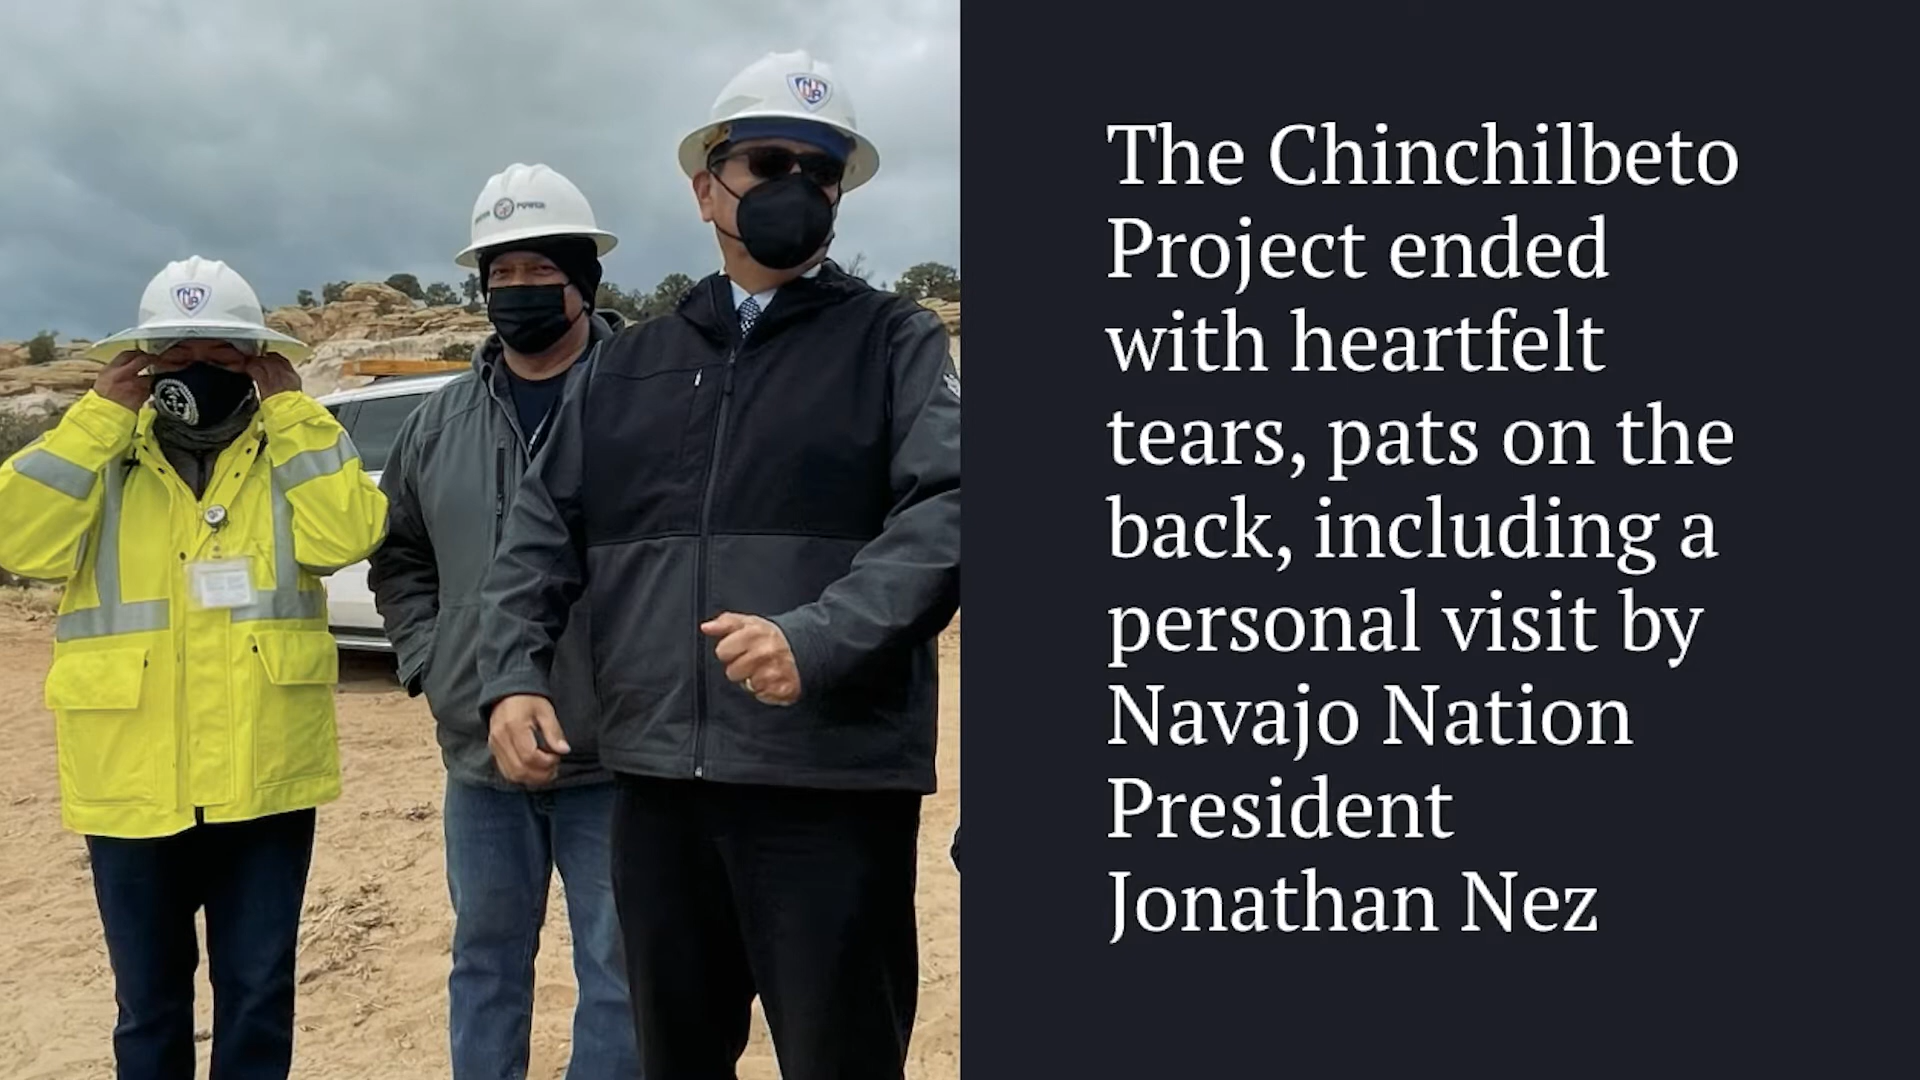 The Chinchilbeto
Project ended
with heartfelt
tears, pats on the
back, including a
personal visit by
Navajo Nation
President
Jonathan Nez